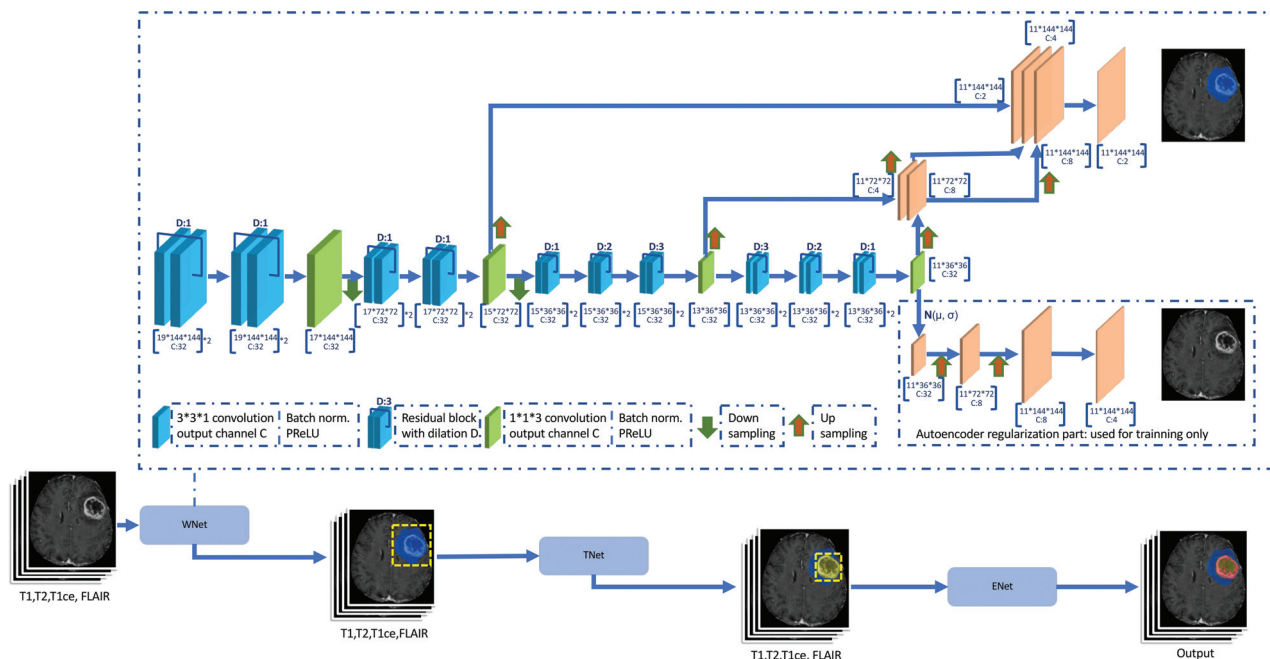 [11*144*144
C:4]
[11*144*144
C:2]
[11*144*144
C:8]
[11*144*144
C:2]
[11*72*72
C:4]
[11*72*72
C:8]
D:1
D:1
D:1
D:1
D:1
D:2
D:3
D:3
D:2
D:1
[11*36*36
C:32]
[19*144*144
C:32]*2
[19*144*144
C:32]*2
[17*144*144
C:32]
[17*72*72
C:32]*2
[17*72*72
C:32]*2
[15*72*72
C:32]
[15*36*36
C:32]*2
[15*36*36
C:32]*2
[15*36*36
C:32]*2
[13*36*36
C:32]
[13*36*36
C:32]*2
[13*36*36
C:32]*2
[13*36*36
C:32]*2
N(μ, σ)
[11*36*36
C:32]
[11*72*72
C:8]
[11*144*144
C:8]
[11*144*144
C:4]
Autoencoder regularization part: used for trainning only
3*3*1 convolution
output channel C
Batch norm.
PReLU
D:3
Residual block
with dilation D.
1*1*3 convolution
output channel C
Batch norm.
PReLU
Down
sampling
Up
sampling
WNet
TNet
ENet
T1,T2,T1ce, FLAIR
T1,T2,T1ce,FLAIR
T1,T2,T1ce, FLAIR
Output